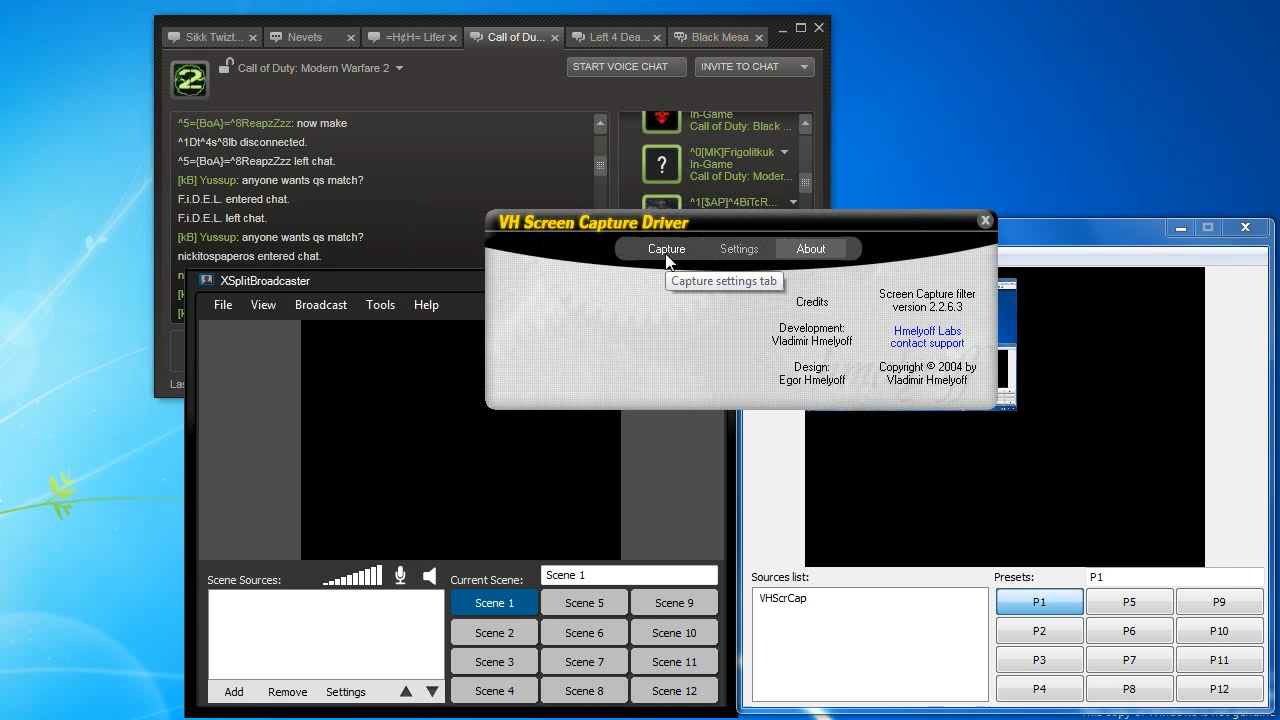 Sikk Twizt...
Nevets
=H¢H= Lifer
Call of Du...
Left 4 Dea...
Black Mesa
Call of Duty: Modern Warfare 2
START VOICE CHAT
INVITE TO CHAT
^5={BoA}=^8ReapzZzz: now make
^1Dt^4s^8lb disconnected.
^5={BoA}=^8ReapzZzz left chat.
[kB] Yussup: anyone wants qs match?
F.i.D.E.L. entered chat.
F.i.D.E.L. left chat.
[kB] Yussup: anyone wants qs match?
nickitospaperos entered chat.
In-Game
Call of Duty: Black ...
^0[MK]Frigolitkuk
In-Game
Call of Duty: Moder...
^1[$AP]^4BiTcR...
VH Screen Capture Driver
Capture
Settings
About
Capture settings tab
Credits
Development:
Vladimir Hmelyoff
Design:
Egor Hmelyoff
Screen Capture filter
version 2.2.6.3
Hmelyoff Labs
contact support
Copyright © 2004 by
Vladimir Hmelyoff
XSplitBroadcaster
File
View
Broadcast
Tools
Help
Scene Sources:
Current Scene:
Scene 1
Scene 1
Scene 5
Scene 9
Scene 2
Scene 6
Scene 10
Scene 3
Scene 7
Scene 11
Scene 4
Scene 8
Scene 12
Add
Remove
Settings
Sources list:
VHScrCap
Presets:
P1
P1
P5
P9
P2
P6
P10
P3
P7
P11
P4
P8
P12